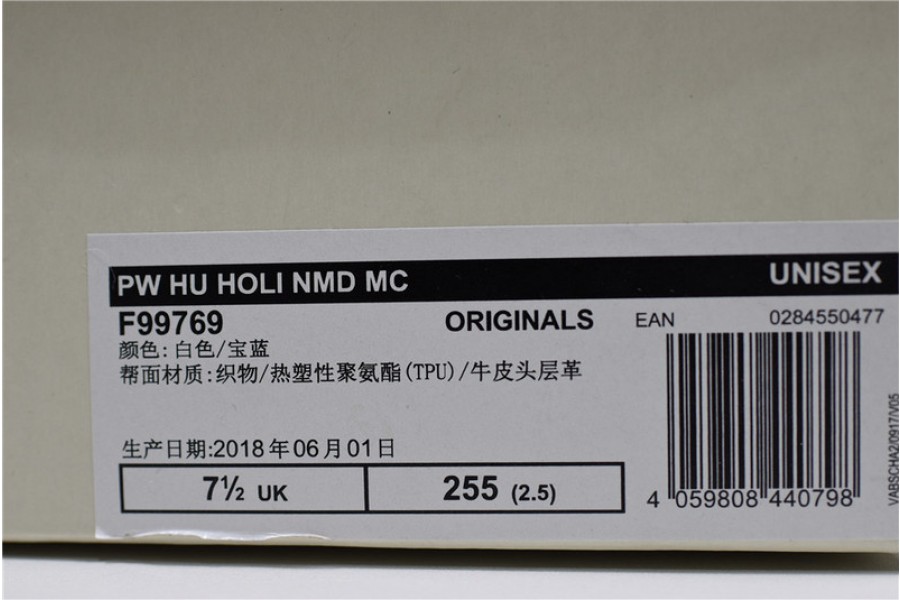 PW HU HOLI NMD MC UNISEX
F99769 ORIGINALS EAN 0284550477
颜色:白色/宝蓝
帮面材质:织物/热塑性聚氨酯(TPU)/牛皮头层革
生产日期:2018年06月01日
7½ UK 255 (2.5)
4 059808 440798
VABSCHA2/0917/V05